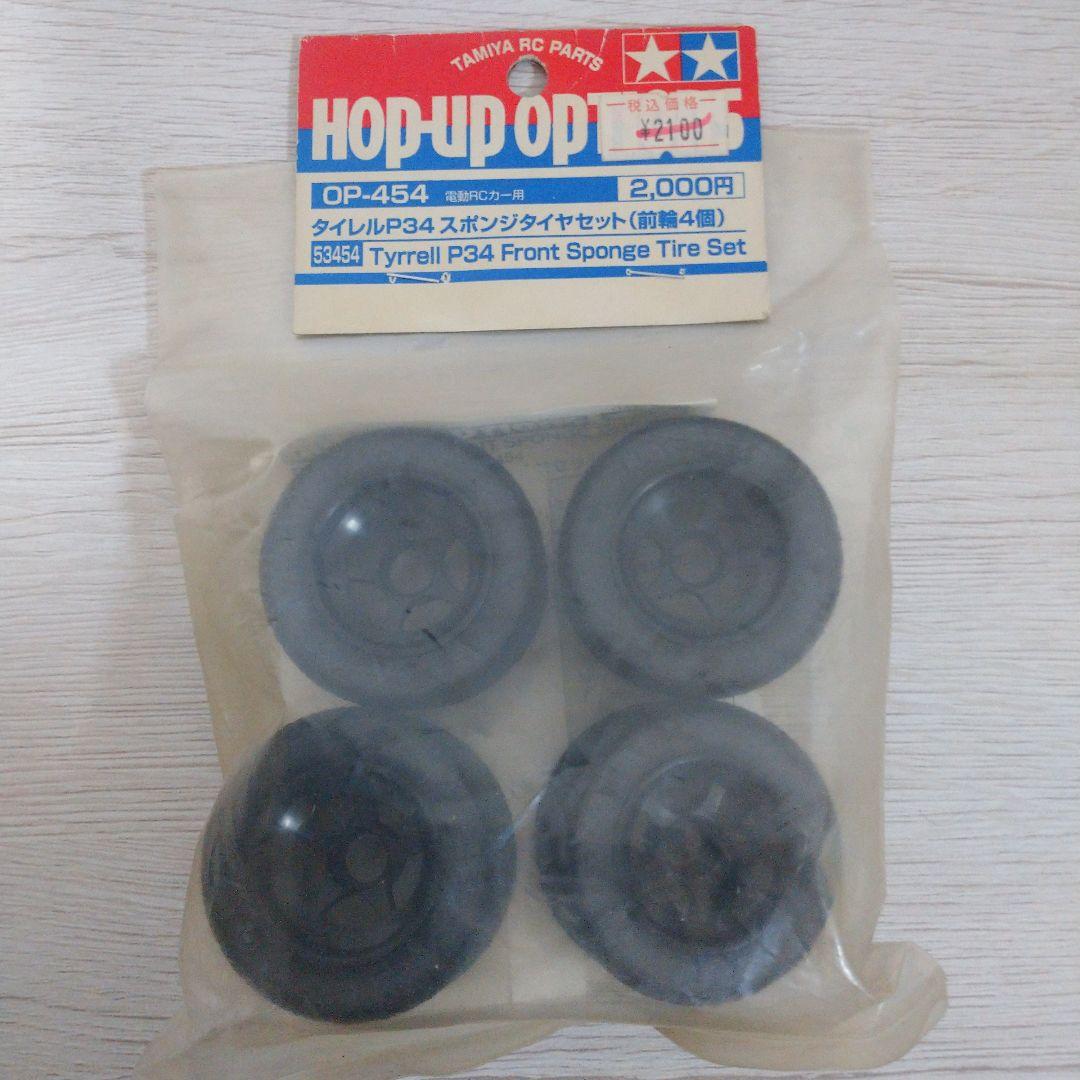 TAMIYA RC PARTS
HOP-UP OPTIONS
税込価格
¥2100
OP-454 電動RCカー用 2,000円
タイレルP34 スポンジタイヤセット(前輪4個)
53454 Tyrrell P34 Front Sponge Tire Set